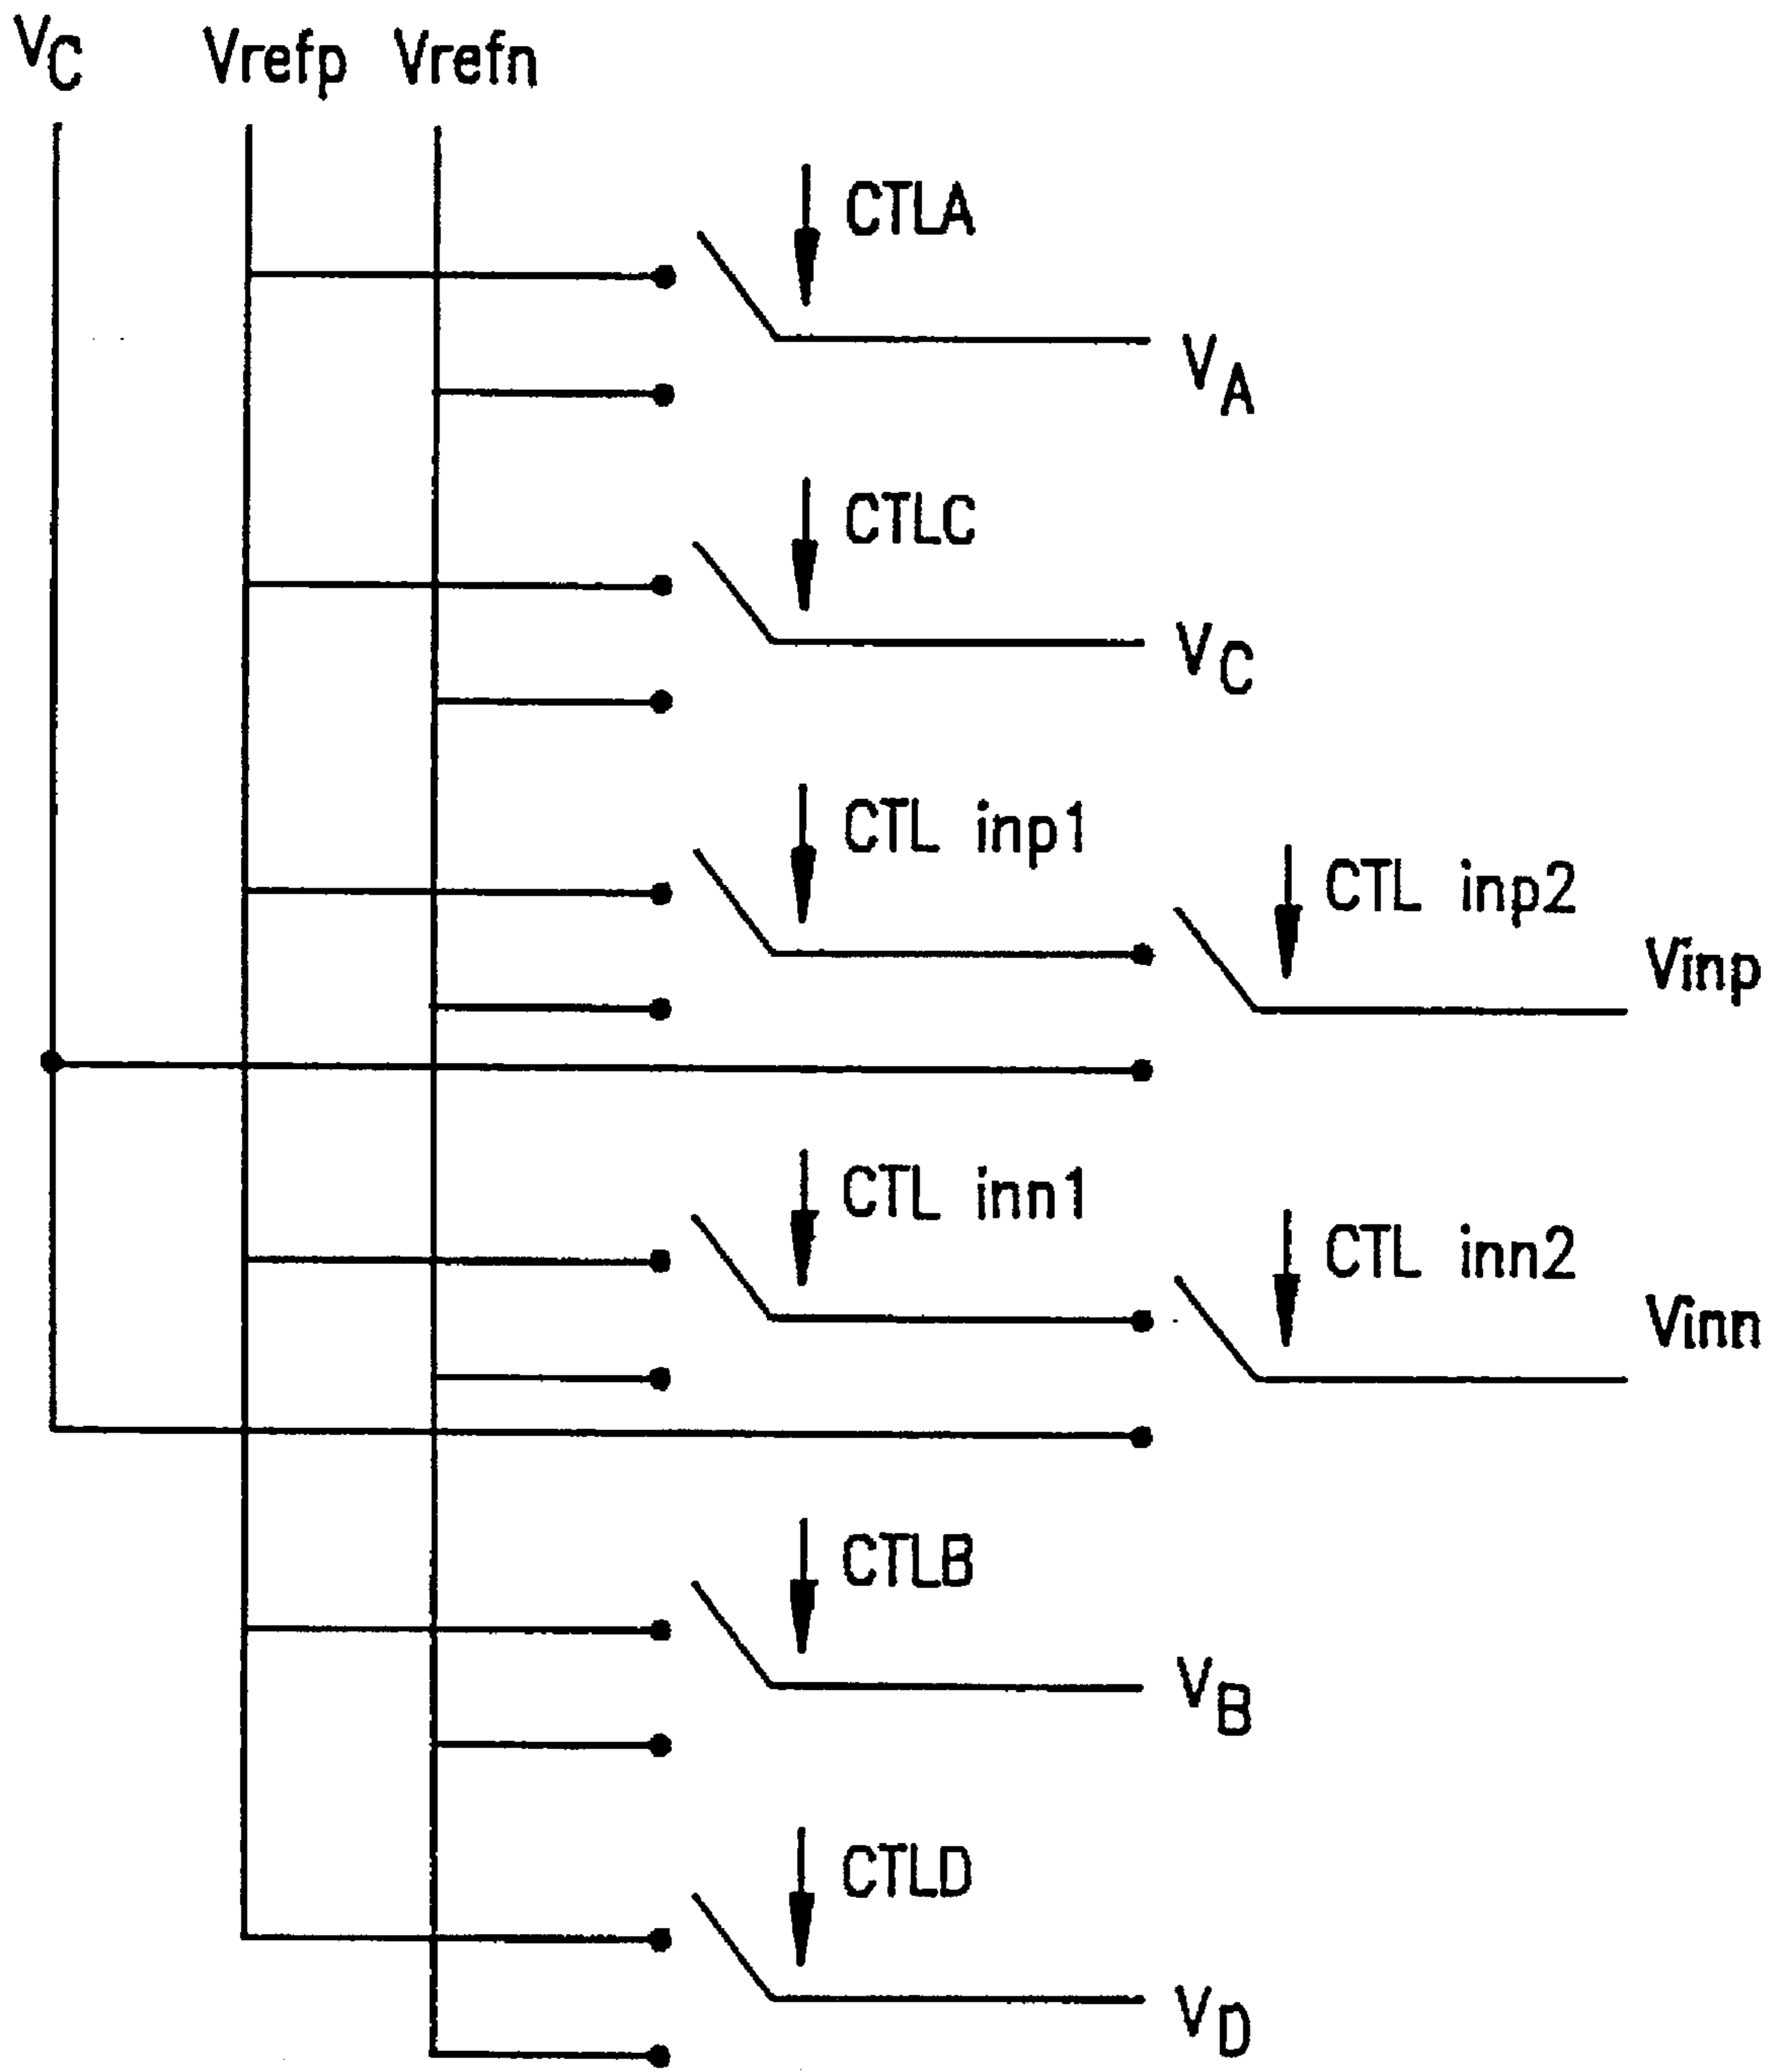 VC Vrefp Vrefn
CTLA
VA
CTLC
VC
CTL inp1
CTL inp2
Vinp
CTL inn1
CTL inn2
Vinn
CTLB
VB
CTLD
VD